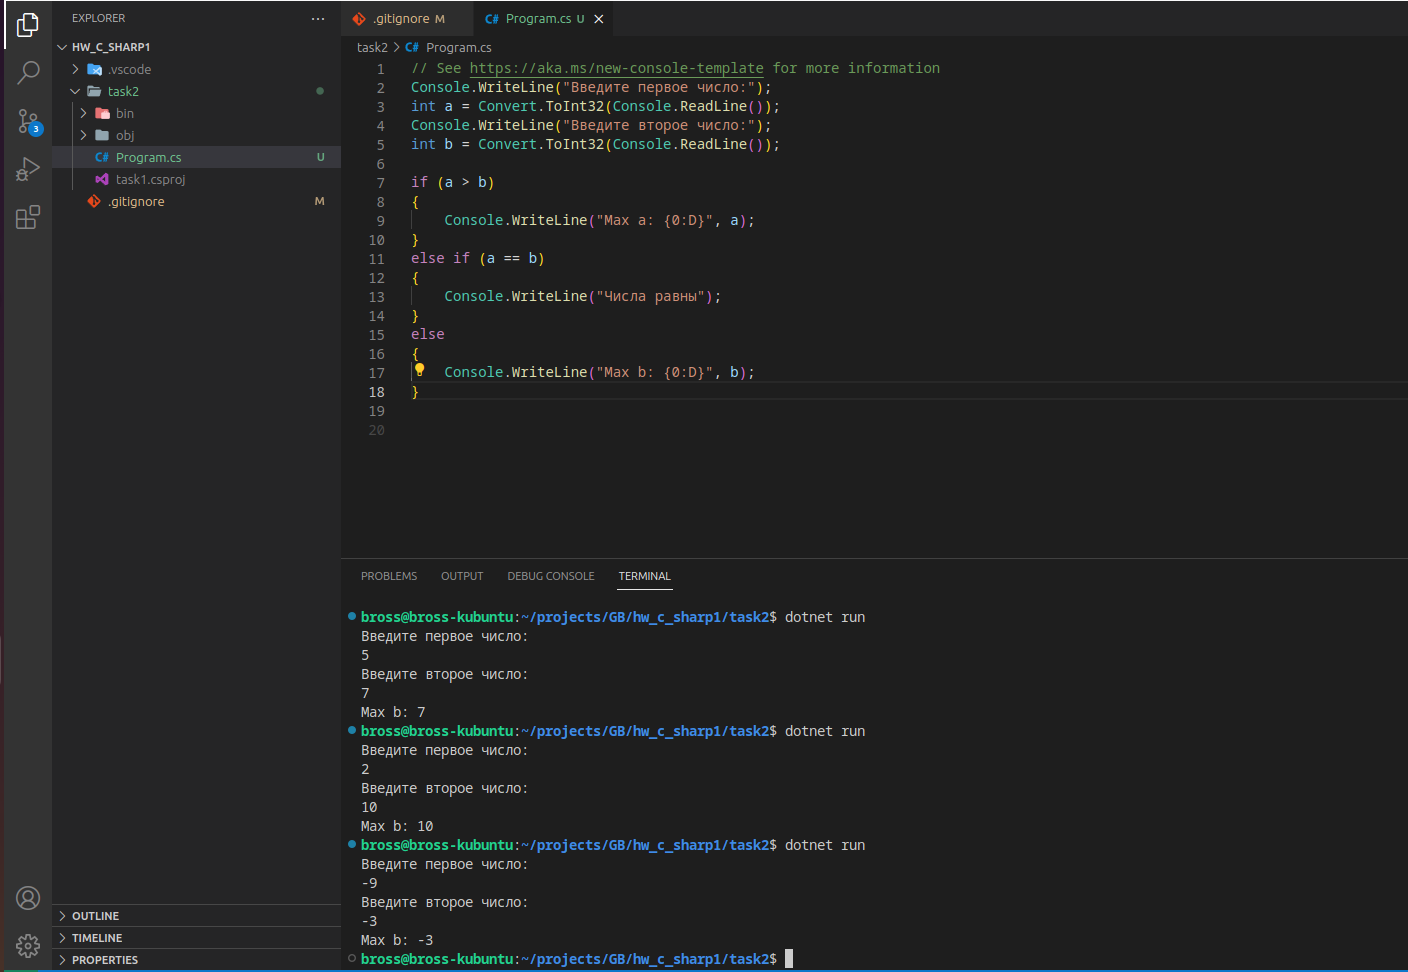 EXPLORER
...
HW_C_SHARP1
.vscode
task2
bin
obj
C# Program.cs U
task1.csproj
.gitignore M
3
OUTLINE
TIMELINE
PROPERTIES
.gitignore M
C# Program.cs U
task2 > C# Program.cs
1 // See https://aka.ms/new-console-template for more information
2 Console.WriteLine("Введите первое число:");
3 int a = Convert.ToInt32(Console.ReadLine());
4 Console.WriteLine("Введите второе число:");
5 int b = Convert.ToInt32(Console.ReadLine());
6
7 if (a > b)
8 {
9 Console.WriteLine("Max a: {0:D}", a);
10 }
11 else if (a == b)
12 {
13 Console.WriteLine("Числа равны");
14 }
15 else
16 {
17 Console.WriteLine("Max b: {0:D}", b);
18 }
19
20
PROBLEMS OUTPUT DEBUG CONSOLE TERMINAL
bross@bross-kubuntu:~/projects/GB/hw_c_sharp1/task2$ dotnet run
Введите первое число:
5
Введите второе число:
7
Max b: 7
bross@bross-kubuntu:~/projects/GB/hw_c_sharp1/task2$ dotnet run
Введите первое число:
2
Введите второе число:
10
Max b: 10
bross@bross-kubuntu:~/projects/GB/hw_c_sharp1/task2$ dotnet run
Введите первое число:
-9
Введите второе число:
-3
Max b: -3
bross@bross-kubuntu:~/projects/GB/hw_c_sharp1/task2$